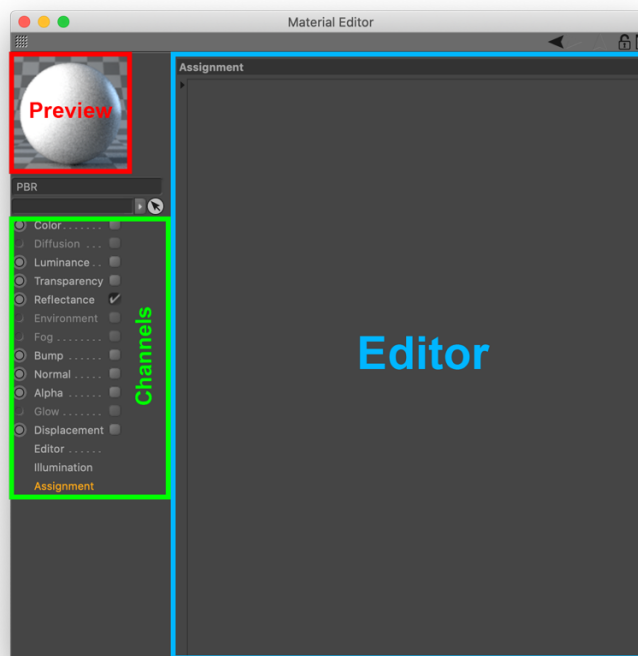 Material Editor
Preview
Assignment
PBR
Color.......
Diffusion ...
Luminance..
Transparency
Reflectance
Environment
Fog........
Bump ......
Normal .....
Alpha ......
Glow .......
Displacement
Editor ......
Illumination
Assignment
Channels
Editor